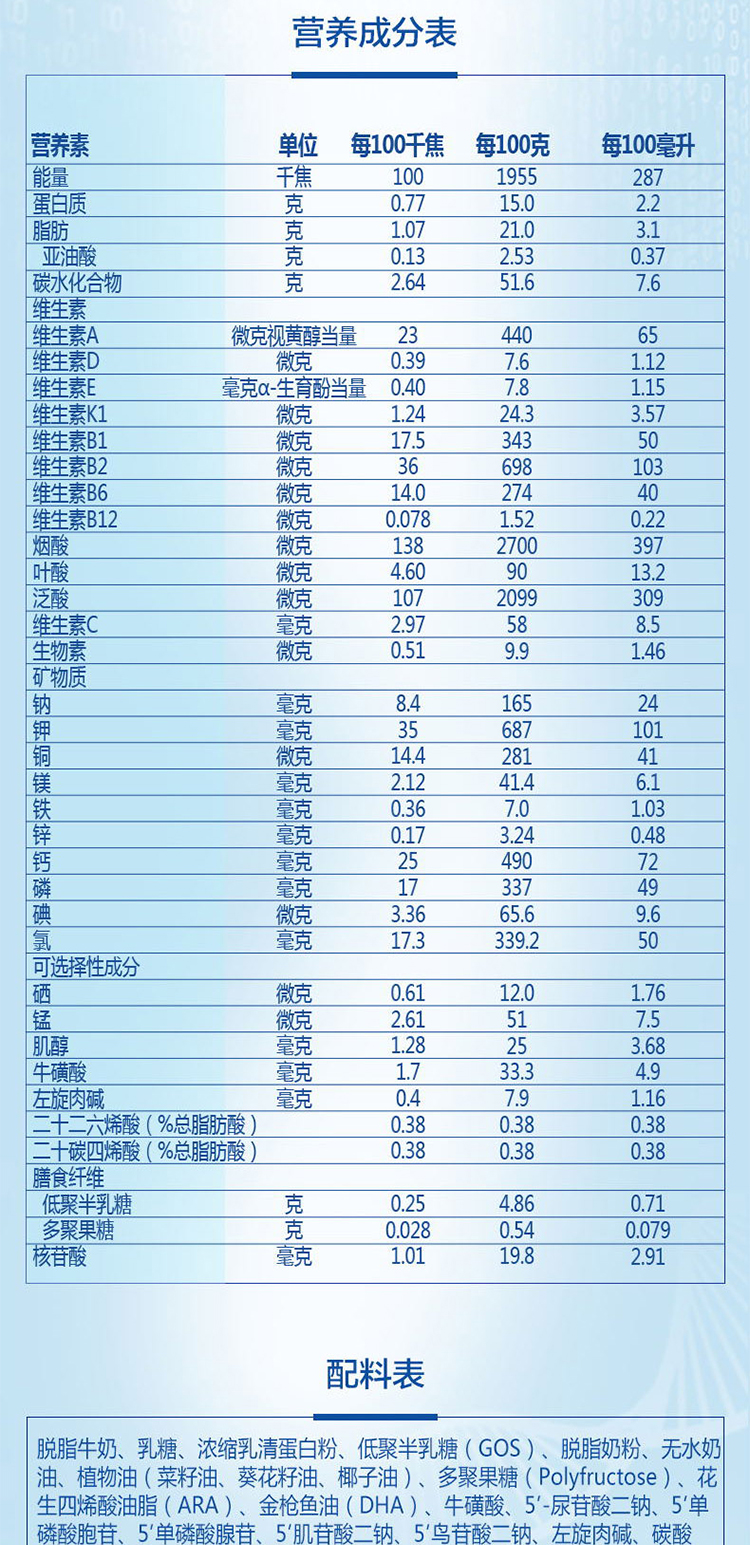 营养成分表
营养素 单位 每100千焦 每100克 每100毫升
能量 千焦 100 1955 287
蛋白质 克 0.77 15.0 2.2
脂肪 克 1.07 21.0 3.1
亚油酸 克 0.13 2.53 0.37
碳水化合物 克 2.64 51.6 7.6
维生素
维生素A 微克视黄醇当量 23 440 65
维生素D 微克 0.39 7.6 1.12
维生素E 毫克α-生育酚当量 0.40 7.8 1.15
维生素K1 微克 1.24 24.3 3.57
维生素B1 微克 17.5 343 50
维生素B2 微克 36 698 103
维生素B6 微克 14.0 274 40
维生素B12 微克 0.078 1.52 0.22
烟酸 微克 138 2700 397
叶酸 微克 4.60 90 13.2
泛酸 微克 107 2099 309
维生素C 毫克 2.97 58 8.5
生物素 微克 0.51 9.9 1.46
矿物质
钠 毫克 8.4 165 24
钾 毫克 35 687 101
铜 微克 14.4 281 41
镁 毫克 2.12 41.4 6.1
铁 毫克 0.36 7.0 1.03
锌 毫克 0.17 3.24 0.48
钙 毫克 25 490 72
磷 毫克 17 337 49
碘 微克 3.36 65.6 9.6
氯 毫克 17.3 339.2 50
可选择性成分
硒 微克 0.61 12.0 1.76
锰 微克 2.61 51 7.5
肌醇 毫克 1.28 25 3.68
牛磺酸 毫克 1.7 33.3 4.9
左旋肉碱 毫克 0.4 7.9 1.16
二十二六烯酸（%总脂肪酸） 0.38 0.38 0.38
二十碳四烯酸（%总脂肪酸） 0.38 0.38 0.38
膳食纤维
低聚半乳糖 克 0.25 4.86 0.71
多聚果糖 克 0.028 0.54 0.079
核苷酸 毫克 1.01 19.8 2.91
配料表
脱脂牛奶、乳糖、浓缩乳清蛋白粉、低聚半乳糖（GOS）、脱脂奶粉、无水奶
油、植物油（菜籽油、葵花籽油、椰子油）、多聚果糖（Polyfructose）、花
生四烯酸油脂（ARA）、金枪鱼油（DHA）、牛磺酸、5′-尿苷酸二钠、5′单
磷酸胞苷、5′单磷酸腺苷、5′肌苷酸二钠、5′鸟苷酸二钠、左旋肉碱、碳酸